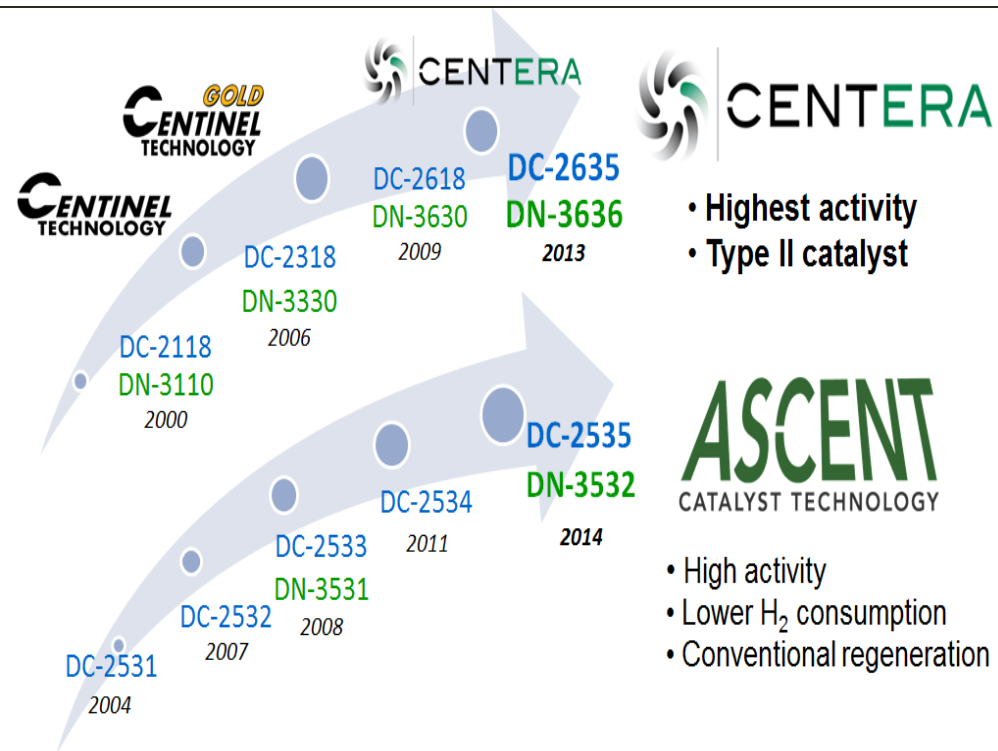 GOLD
CENTINEL
TECHNOLOGY
CENTINEL
TECHNOLOGY
CENTERA
CENTERA
DC-2118
DN-3110
2000
DC-2318
DN-3330
2006
DC-2618
DN-3630
2009
DC-2635
DN-3636
2013
• Highest activity
• Type II catalyst
DC-2531
2004
DC-2532
2007
DC-2533
DN-3531
2008
DC-2534
2011
DC-2535
DN-3532
2014
ASCENT
CATALYST TECHNOLOGY
• High activity
• Lower H₂ consumption
• Conventional regeneration